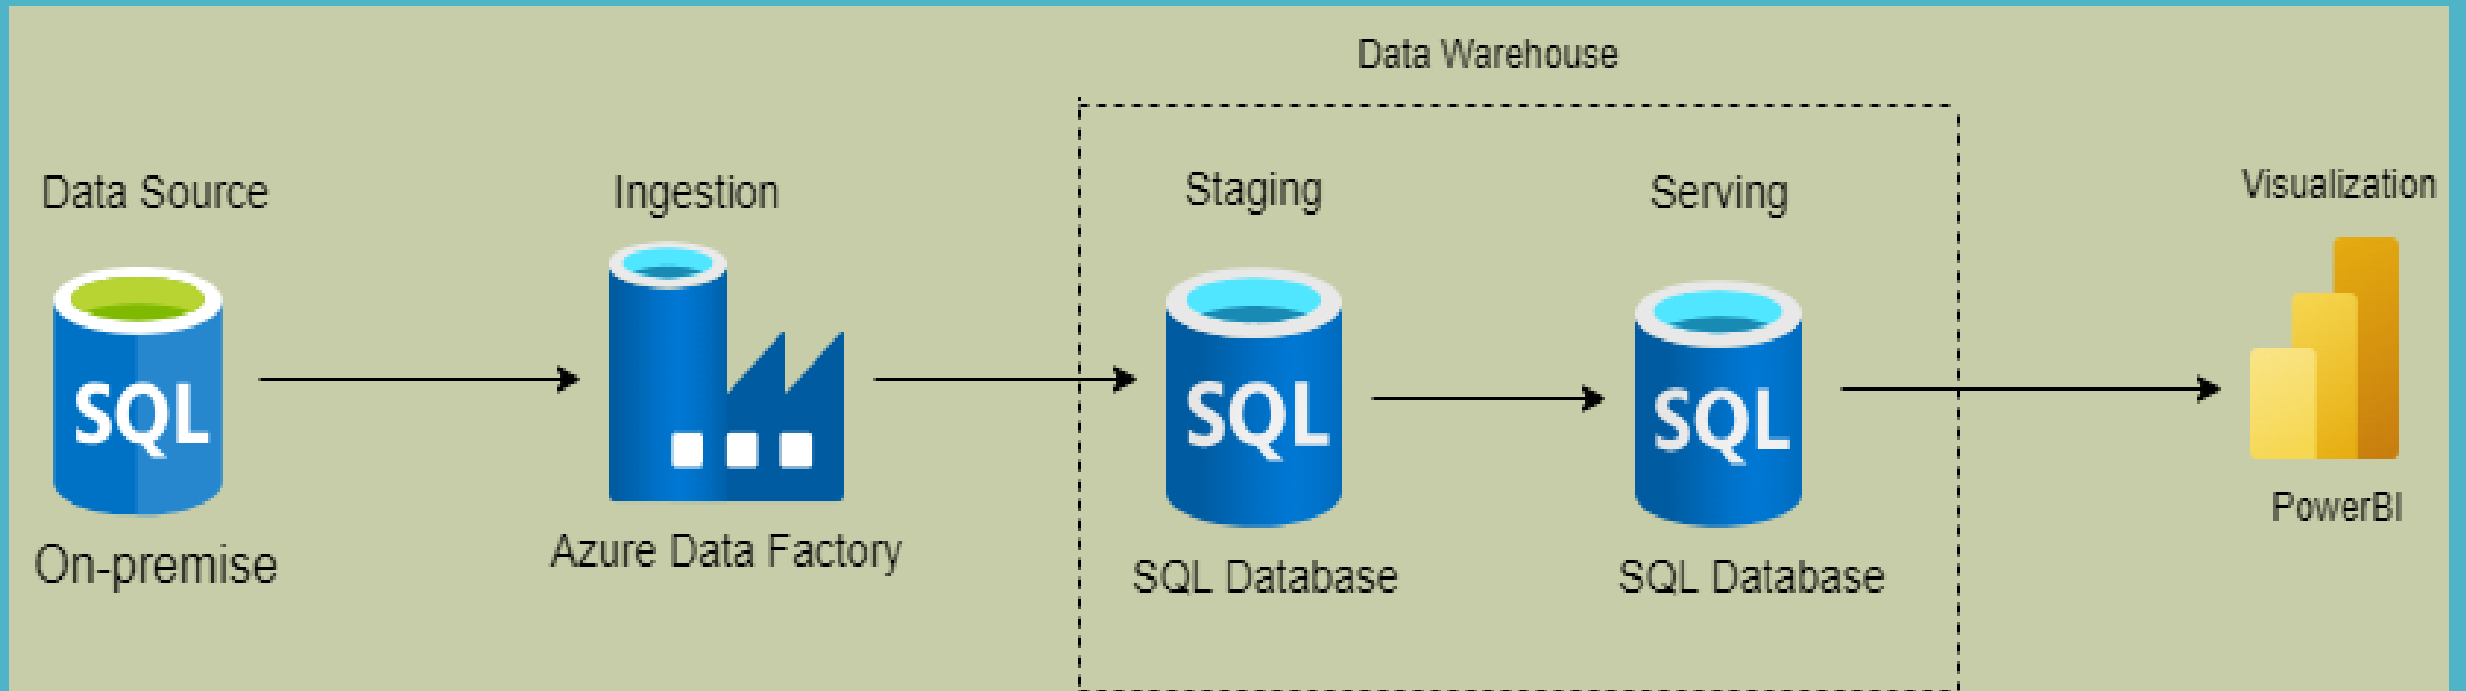 Data Warehouse
Data Source
Ingestion
Staging
Serving
Visualization
SQL
SQL
SQL
On-premise
Azure Data Factory
SQL Database
SQL Database
PowerBI